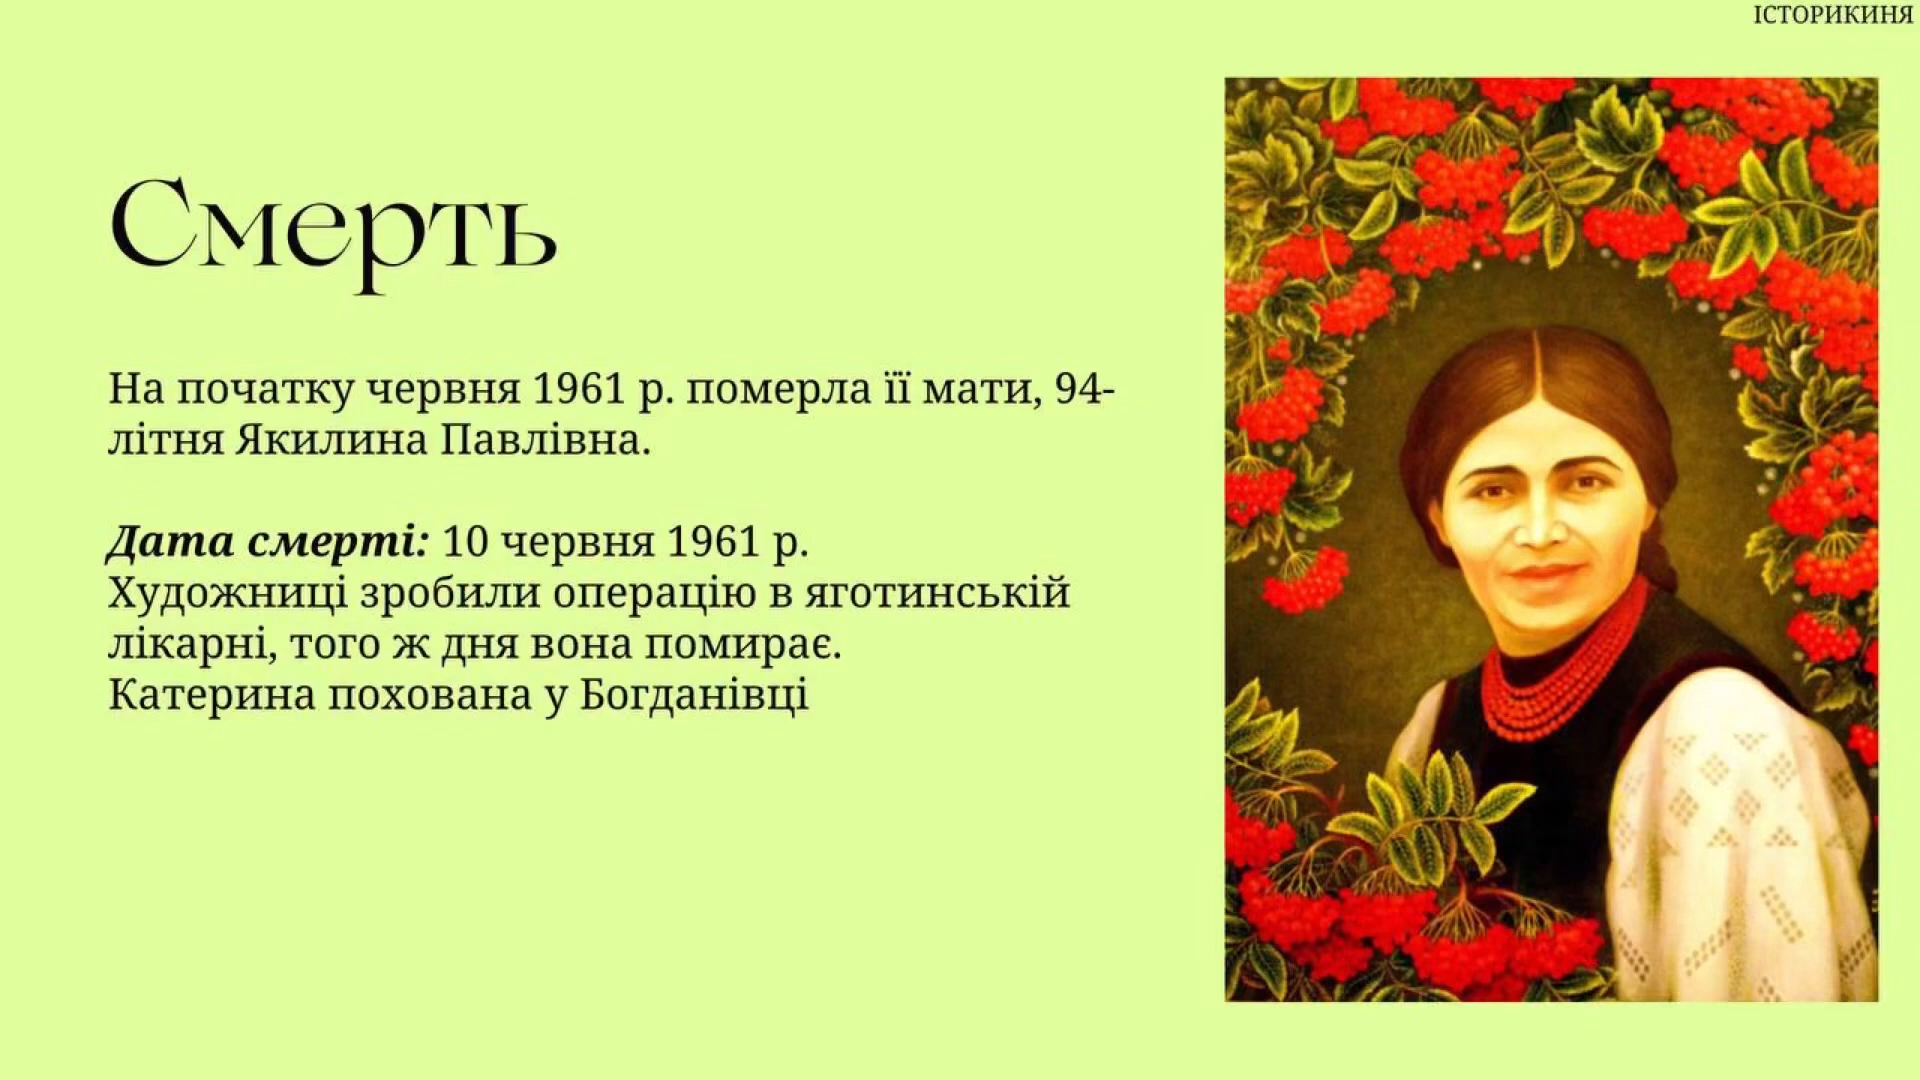 ІСТОРИКИНЯ
Смерть
На початку червня 1961 р. померла її мати, 94-
літня Якилина Павлівна.
Дата смерті: 10 червня 1961 р.
Художниці зробили операцію в яготинській
лікарні, того ж дня вона помирає.
Катерина похована у Богданівці